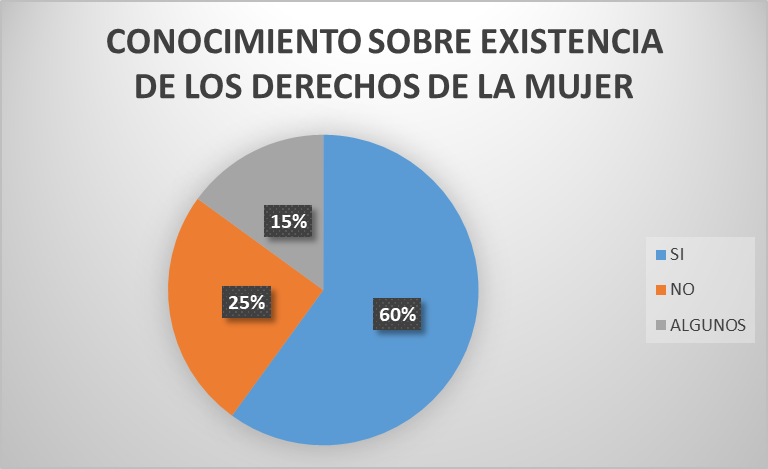 CONOCIMIENTO SOBRE EXISTENCIA
DE LOS DERECHOS DE LA MUJER
15%
25%
60%
SI
NO
ALGUNOS